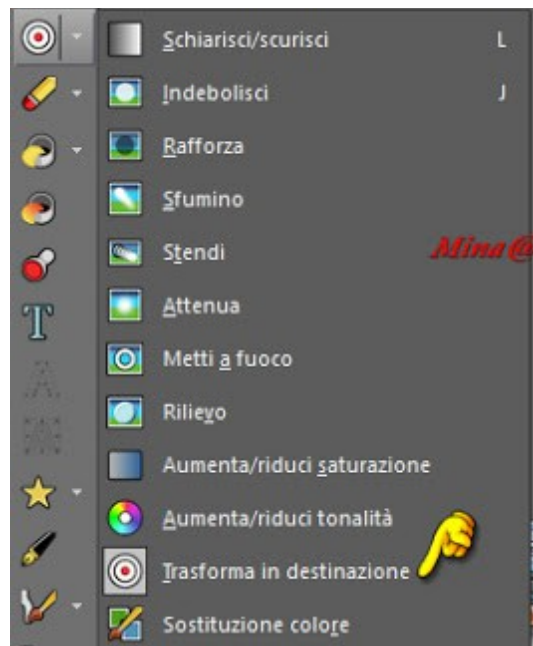 Schiarisci/scurisci L
Indebolisci J
Rafforza
Sfumino
Stendi
Mina@
Attenua
Metti a fuoco
Rilievo
Aumenta/riduci saturazione
Aumenta/riduci tonalità
Trasforma in destinazione
Sostituzione colore